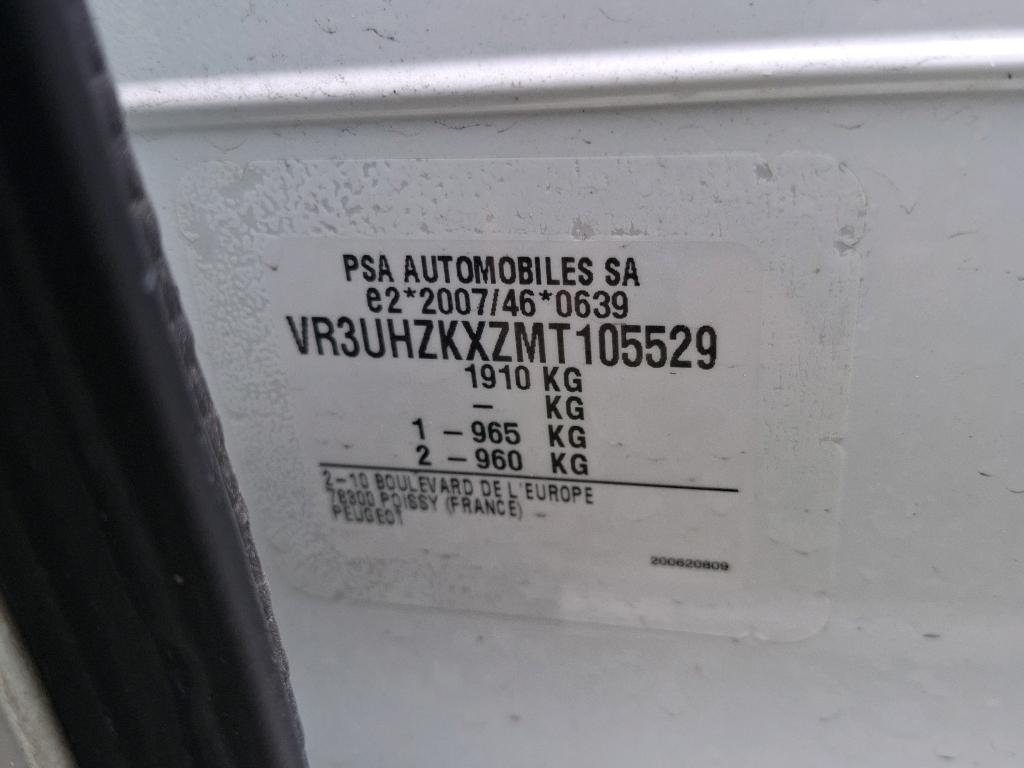 PSA AUTOMOBILES SA
e2*2007/46*0639
VR3UHZKXZMT105529
1910 KG
– KG
1 – 965 KG
2 – 960 KG
2–10 BOULEVARD DE L'EUROPE
78300 POISSY (FRANCE)
PEUGEOT
200620809